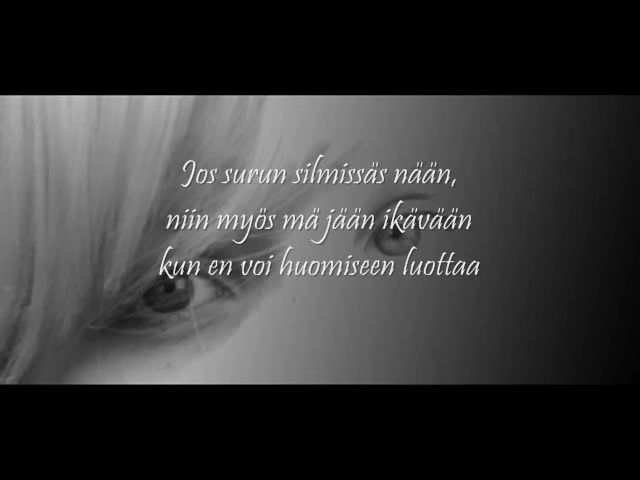 Jos surun silmissäs nään,
niin myös mä jään ikävään
kun en voi huomiseen luottaa